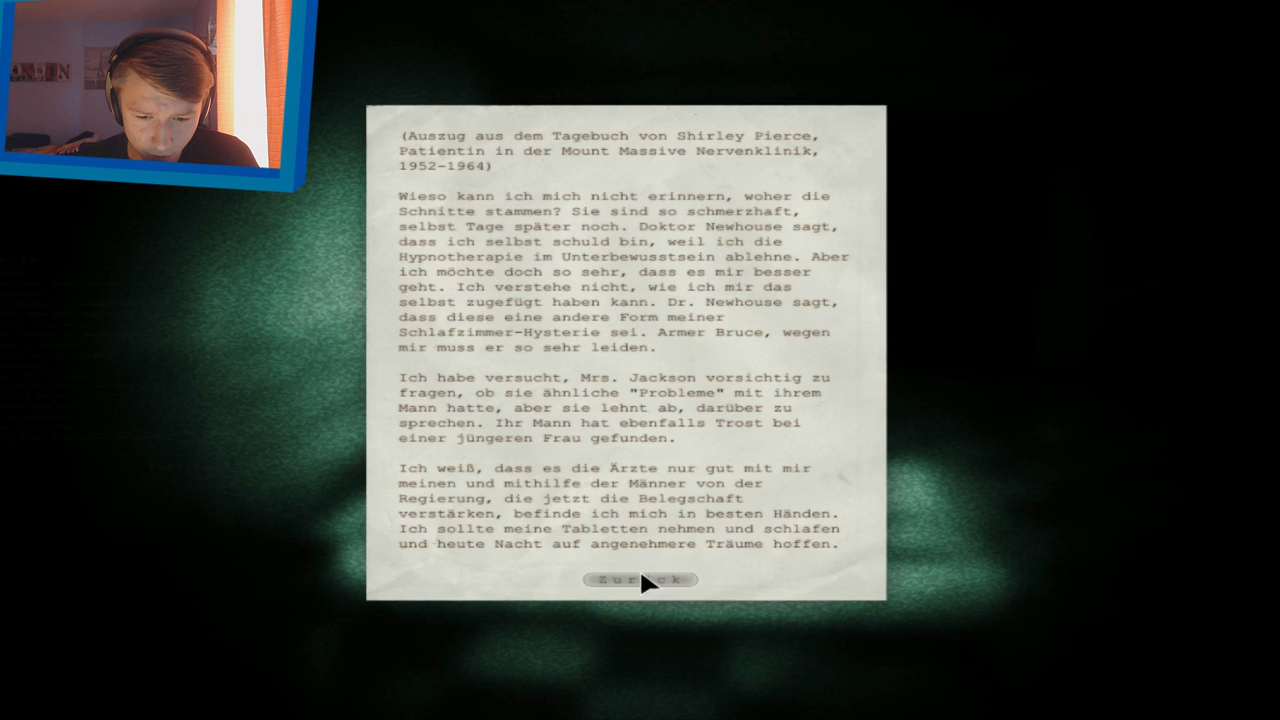 (Auszug aus dem Tagebuch von Shirley Pierce,
Patientin in der Mount Massive Nervenklinik,
1952-1964)
Wieso kann ich mich nicht erinnern, woher die
Schnitte stammen? Sie sind so schmerzhaft,
selbst Tage später noch. Doktor Newhouse sagt,
dass ich selbst schuld bin, weil ich die
Hypnotherapie im Unterbewusstsein ablehne. Aber
ich möchte doch so sehr, dass es mir besser
geht. Ich verstehe nicht, wie ich mir das
selbst zugefügt haben kann. Dr. Newhouse sagt,
dass diese eine andere Form meiner
Schlafzimmer-Hysterie sei. Armer Bruce, wegen
mir muss er so sehr leiden.
Ich habe versucht, Mrs. Jackson vorsichtig zu
fragen, ob sie ähnliche "Probleme" mit ihrem
Mann hatte, aber sie lehnt ab, darüber zu
sprechen. Ihr Mann hat ebenfalls Trost bei
einer jüngeren Frau gefunden.
Ich weiß, dass es die Ärzte nur gut mit mir
meinen und mithilfe der Männer von der
Regierung, die jetzt die Belegschaft
verstärken, befinde ich mich in besten Händen.
Ich sollte meine Tabletten nehmen und schlafen
und heute Nacht auf angenehmere Träume hoffen.